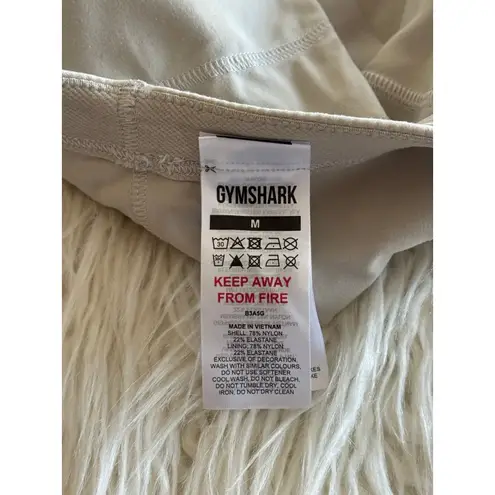 GYMSHARK
M
30
KEEP AWAY
FROM FIRE
B3A5G
MADE IN VIETNAM
SHELL: 78% NYLON
22% ELASTANE
LINING: 78% NYLON
22% ELASTANE
EXCLUSIVE OF DECORATION.
WASH WITH SIMILAR COLOURS,
DO NOT USE SOFTENER
COOL WASH, DO NOT BLEACH,
DO NOT TUMBLE DRY, COOL
IRON, DO NOT DRY CLEAN